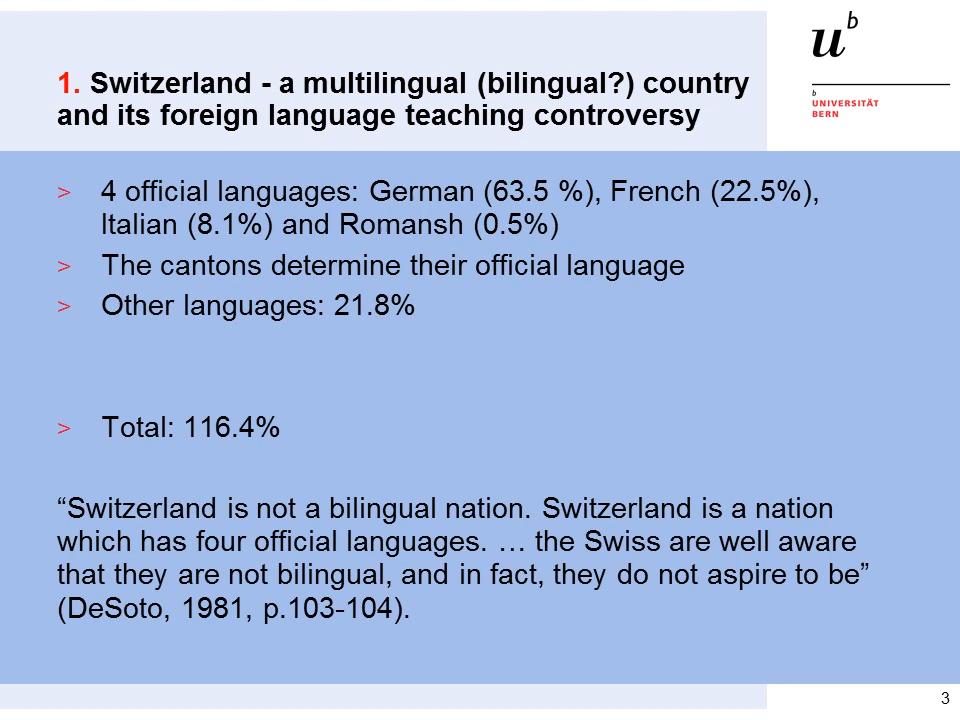 u
b
b
UNIVERSITÄT
BERN
1. Switzerland - a multilingual (bilingual?) country
and its foreign language teaching controversy
> 4 official languages: German (63.5 %), French (22.5%),
Italian (8.1%) and Romansh (0.5%)
> The cantons determine their official language
> Other languages: 21.8%
> Total: 116.4%
“Switzerland is not a bilingual nation. Switzerland is a nation
which has four official languages. … the Swiss are well aware
that they are not bilingual, and in fact, they do not aspire to be”
(DeSoto, 1981, p.103-104).
3